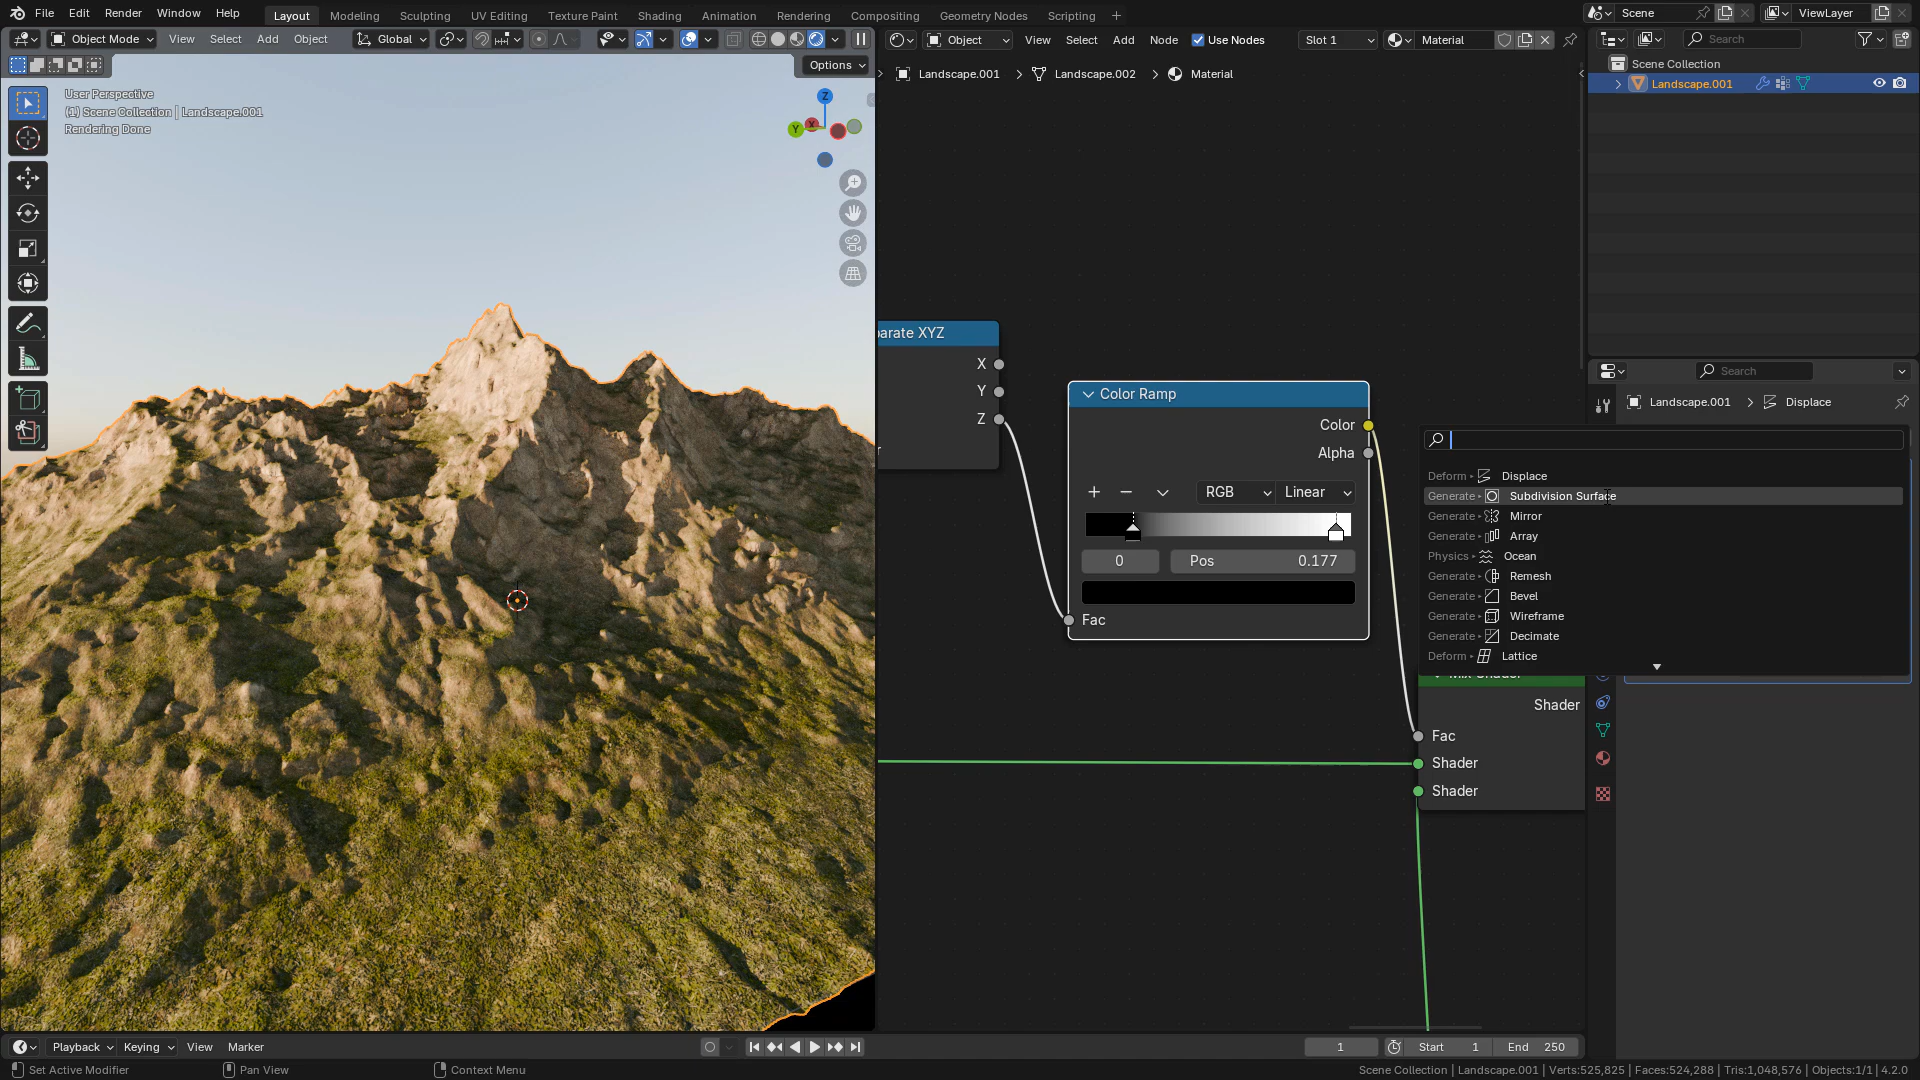 File Edit Render Window Help Layout Modeling Sculpting UV Editing Texture Paint Shading Animation Rendering Compositing Geometry Nodes Scripting + Scene ViewLayer
Object Mode View Select Add Object Global
Object View Select Add Node Use Nodes Slot 1 Material
Search
Options
Landscape.001 > Landscape.002 > Material
Scene Collection
Landscape.001
User Perspective
(1) Scene Collection | Landscape.001
Rendering Done
Z
Y
X
parate XYZ
X
Y
Z
r
Color Ramp
Color
Alpha
RGB Linear
0 Pos 0.177
Fac
Search
Landscape.001 > Displace
Deform Displace
Generate Subdivision Surface
Generate Mirror
Generate Array
Physics Ocean
Generate Remesh
Generate Bevel
Generate Wireframe
Generate Decimate
Deform Lattice
Mix Shader
Shader
Fac
Shader
Shader
Playback Keying View Marker 1 Start 1 End 250
Set Active Modifier Pan View Context Menu Scene Collection | Landscape.001 | Verts:525,825 | Faces:524,288 | Tris:1,048,576 | Objects:1/1 | 4.2.0